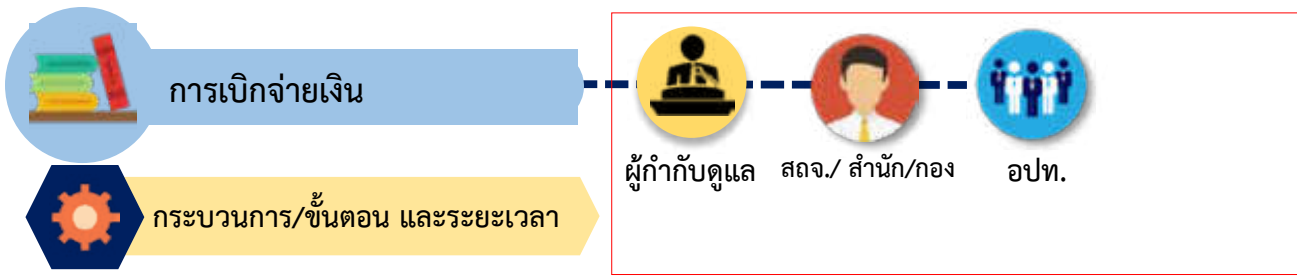 การเบิกจ่ายเงิน
ผู้กำกับดูแล
สถจ./ สำนัก/กอง
อปท.
กระบวนการ/ขั้นตอน และระยะเวลา